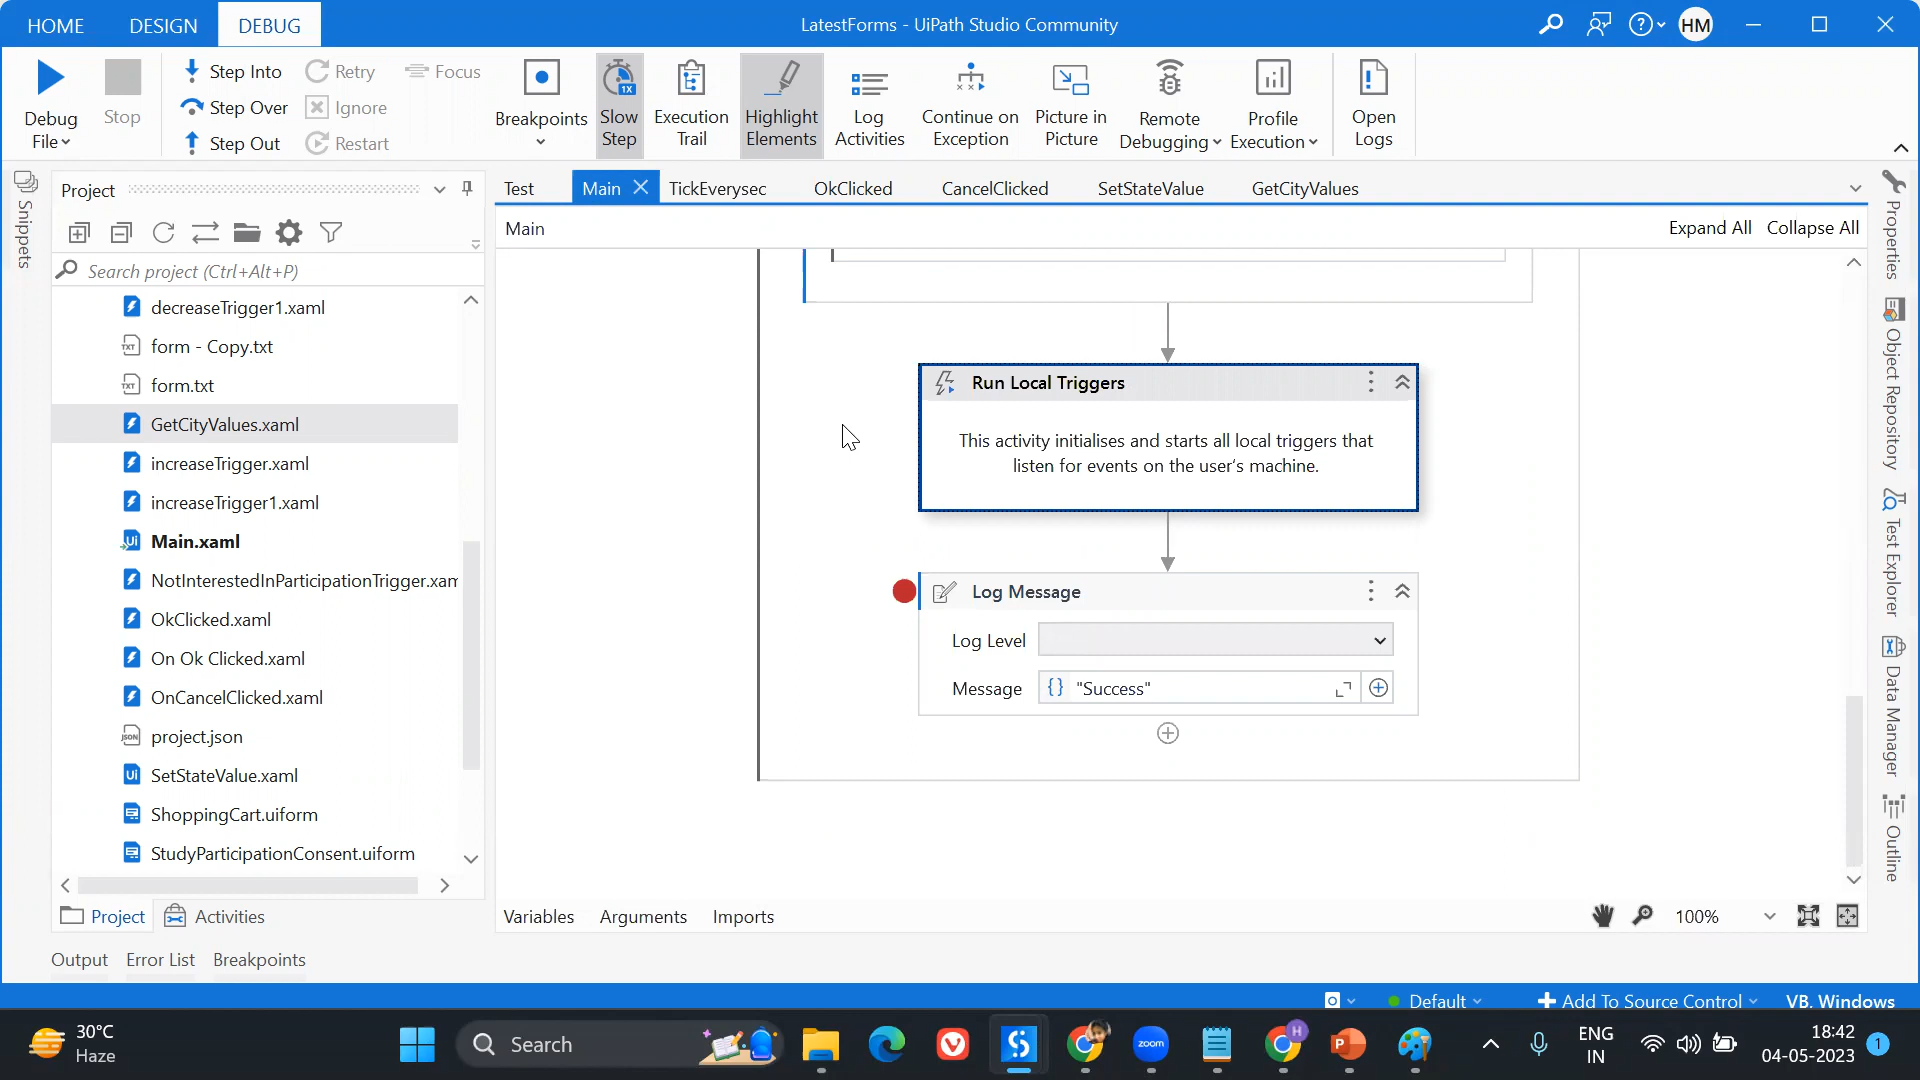 HOME
DESIGN
DEBUG
LatestForms - UiPath Studio Community
HM
Debug
File
Stop
Step Into
Step Over
Step Out
Retry
Ignore
Restart
Focus
Breakpoints
1X
Slow
Step
Execution
Trail
Highlight
Elements
Log
Activities
Continue on
Exception
Picture in
Picture
Remote
Debugging
Profile
Execution
Open
Logs
Snippets
Project
Search project (Ctrl+Alt+P)
decreaseTrigger1.xaml
form - Copy.txt
form.txt
GetCityValues.xaml
increaseTrigger.xaml
increaseTrigger1.xaml
Main.xaml
NotInterestedInParticipationTrigger.xam
OkClicked.xaml
On Ok Clicked.xaml
OnCancelClicked.xaml
project.json
SetStateValue.xaml
ShoppingCart.uiform
StudyParticipationConsent.uiform
Project
Activities
Output
Error List
Breakpoints
Test
Main
TickEverysec
OkClicked
CancelClicked
SetStateValue
GetCityValues
Main
Expand All
Collapse All
Run Local Triggers
This activity initialises and starts all local triggers that
listen for events on the user's machine.
Log Message
Log Level
Message
"Success"
Variables
Arguments
Imports
100%
Properties
Object Repository
Test Explorer
Data Manager
Outline
Default
Add To Source Control
VB, Windows
30°C
Haze
Search
zoom
H
ENG
IN
18:42
04-05-2023
1